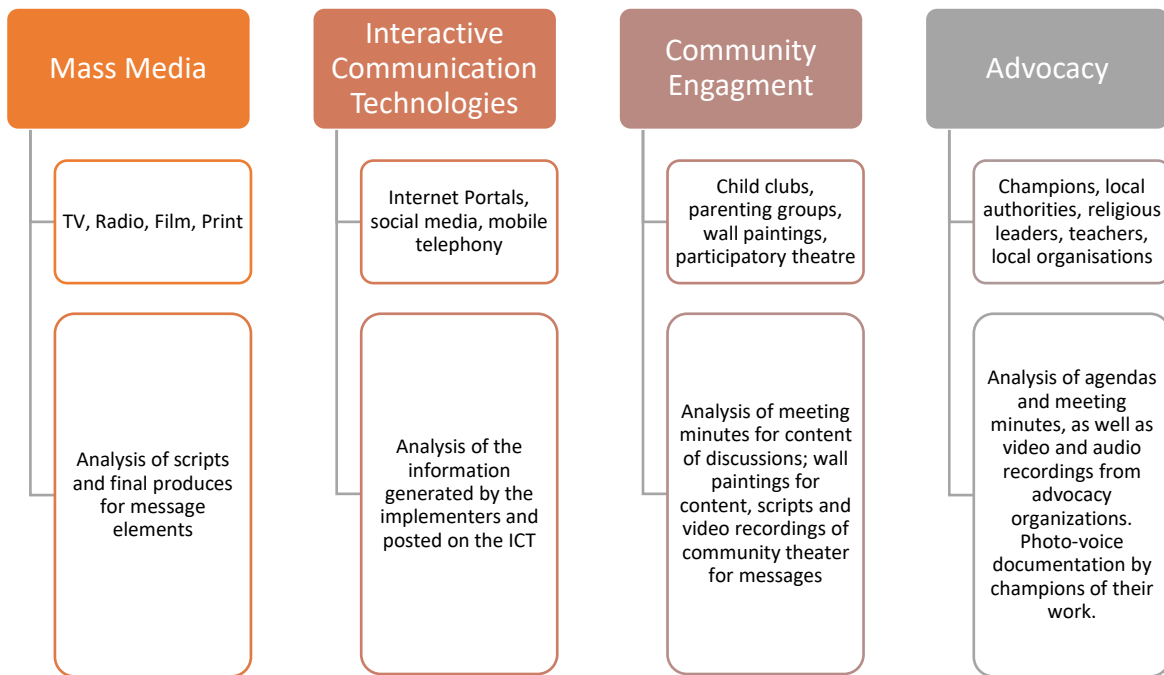 Mass Media
TV, Radio, Film, Print
Analysis of scripts
and final produces
for message
elements
Interactive
Communication
Technologies
Internet Portals,
social media, mobile
telephony
Analysis of the
information
generated by the
implementers and
posted on the ICT
Community
Engagment
Child clubs,
parenting groups,
wall paintings,
participatory theatre
Analysis of meeting
minutes for content
of discussions; wall
paintings for
content, scripts and
video recordings of
community theater
for messages
Advocacy
Champions, local
authorities, religious
leaders, teachers,
local organisations
Analysis of agendas
and meeting
minutes, as well as
video and audio
recordings from
advocacy
organizations.
Photo-voice
documentation by
champions of their
work.